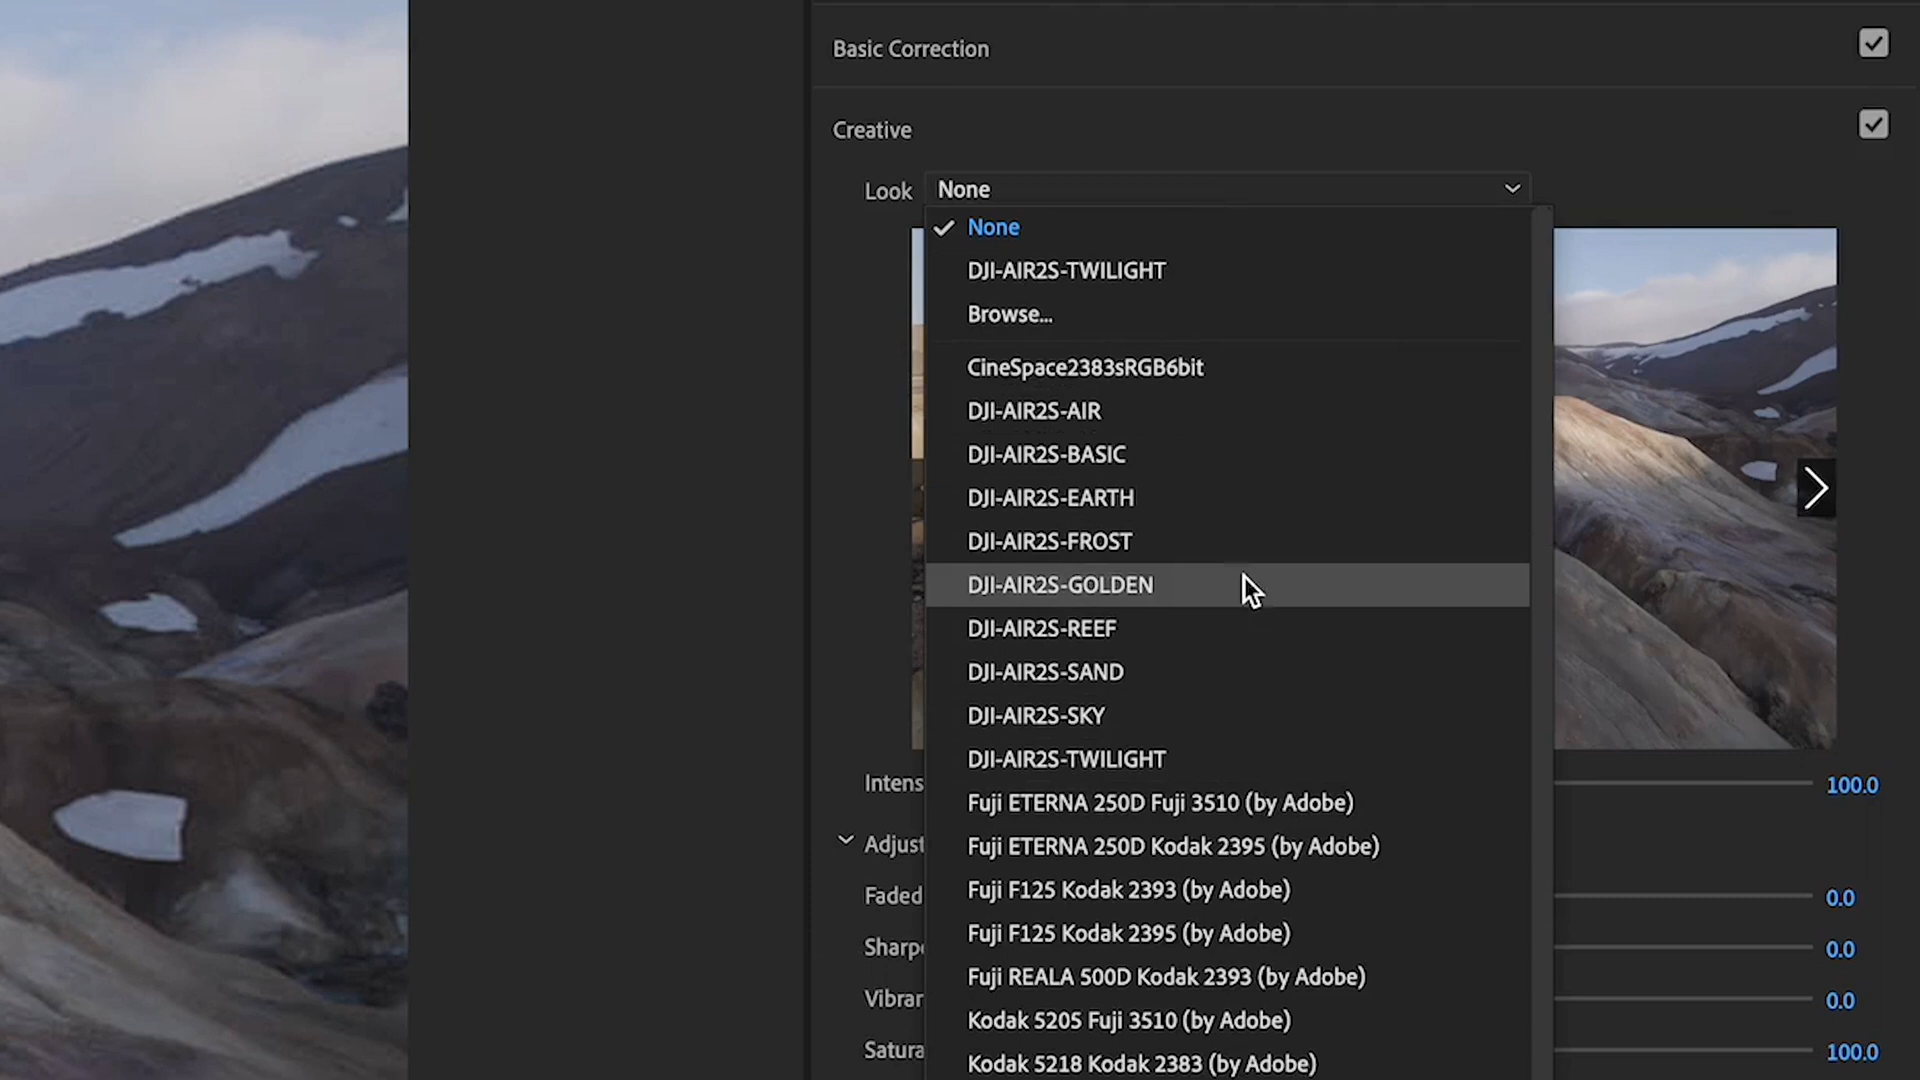 Basic Correction
Creative
Look None
None
DJI-AIR2S-TWILIGHT
Browse...
CineSpace2383sRGB6bit
DJI-AIR2S-AIR
DJI-AIR2S-BASIC
DJI-AIR2S-EARTH
DJI-AIR2S-FROST
DJI-AIR2S-GOLDEN
DJI-AIR2S-REEF
DJI-AIR2S-SAND
DJI-AIR2S-SKY
DJI-AIR2S-TWILIGHT
Intens 100.0
Fuji ETERNA 250D Fuji 3510 (by Adobe)
Adjust Fuji ETERNA 250D Kodak 2395 (by Adobe)
Faded Fuji F125 Kodak 2393 (by Adobe) 0.0
Sharpe Fuji F125 Kodak 2395 (by Adobe) 0.0
Fuji REALA 500D Kodak 2393 (by Adobe)
Vibran 0.0
Kodak 5205 Fuji 3510 (by Adobe)
Satura Kodak 5218 Kodak 2383 (by Adobe) 100.0